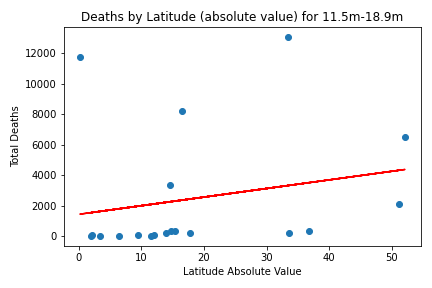 Deaths by Latitude (absolute value) for 11.5m-18.9m
12000
10000
8000
6000
4000
2000
0
Total Deaths
0 10 20 30 40 50
Latitude Absolute Value